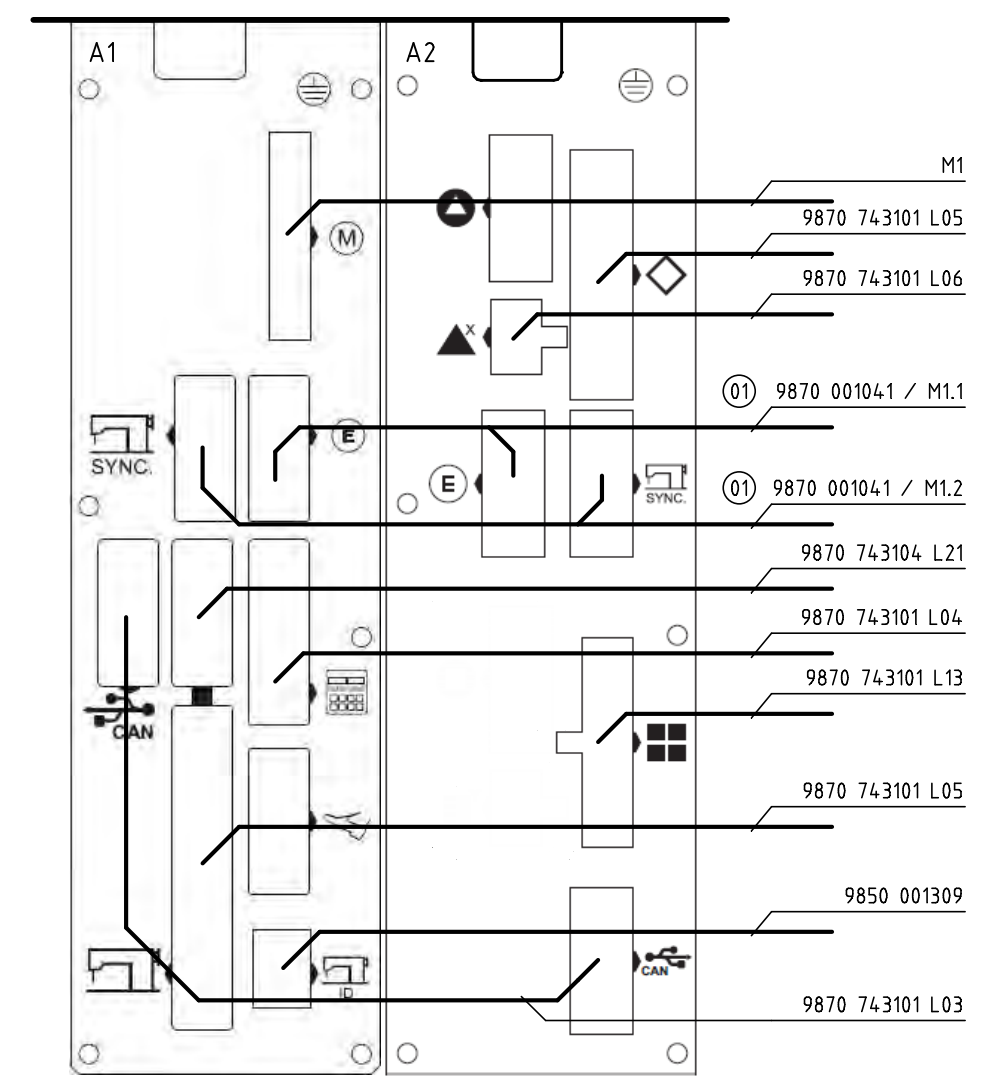 A1
A2
M1
9870 743101 L05
M
9870 743101 L06
X
01 9870 001041 / M1.1
E
SYNC.
E
SYNC.
01 9870 001041 / M1.2
9870 743104 L21
9870 743101 L04
9870 743101 L13
CAN
9870 743101 L05
9850 001309
CAN
ID
9870 743101 L03